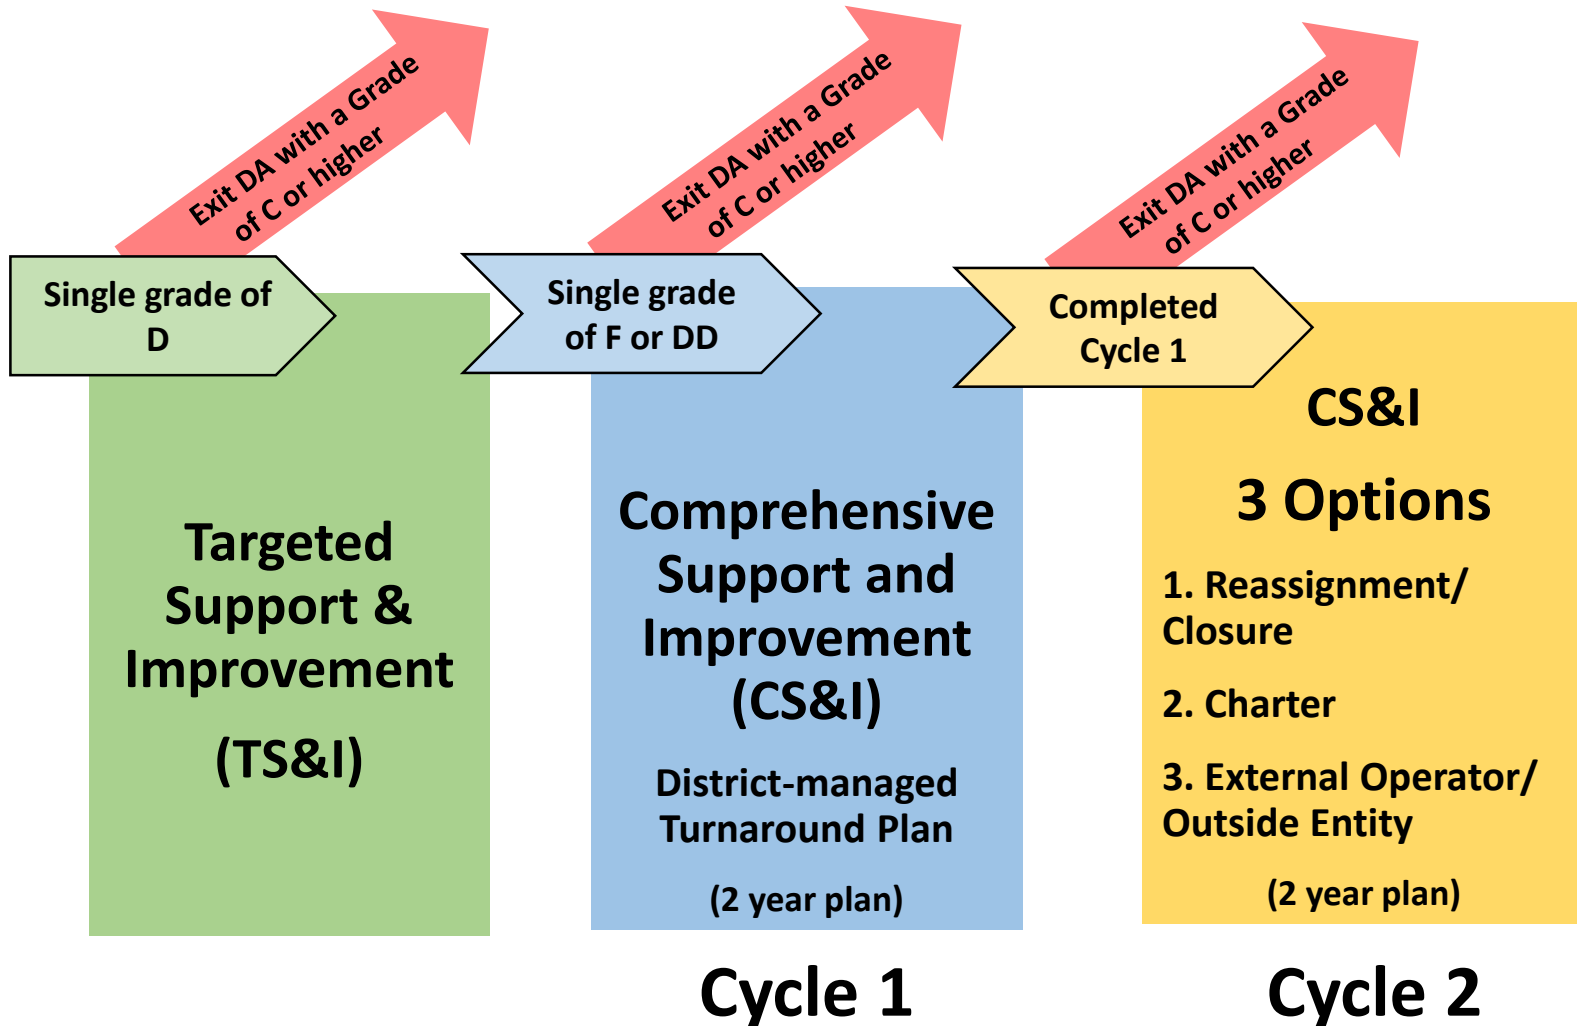 Exit DA with a Grade
of C or higher
Single grade of
D
Targeted
Support &
Improvement
(TS&I)
Exit DA with a Grade
of C or higher
Single grade
of F or DD
Comprehensive
Support and
Improvement
(CS&I)
District-managed
Turnaround Plan
(2 year plan)
Cycle 1
Exit DA with a Grade
of C or higher
Completed
Cycle 1
CS&I
3 Options
1. Reassignment/
Closure
2. Charter
3. External Operator/
Outside Entity
(2 year plan)
Cycle 2